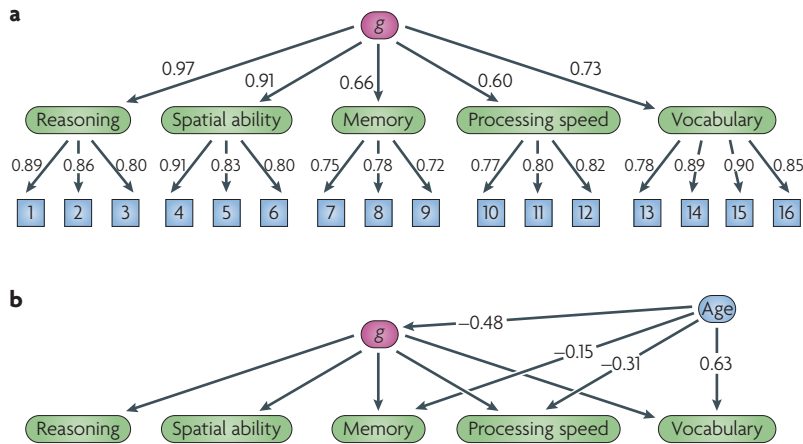 a
g
0.97 0.91 0.66 0.60 0.73
Reasoning Spatial ability Memory Processing speed Vocabulary
0.89 0.86 0.80 0.91 0.83 0.80 0.75 0.78 0.72 0.77 0.80 0.82 0.78 0.89 0.90 0.85
1 2 3 4 5 6 7 8 9 10 11 12 13 14 15 16
b
Age
g
–0.48
–0.15 –0.31 0.63
Reasoning Spatial ability Memory Processing speed Vocabulary